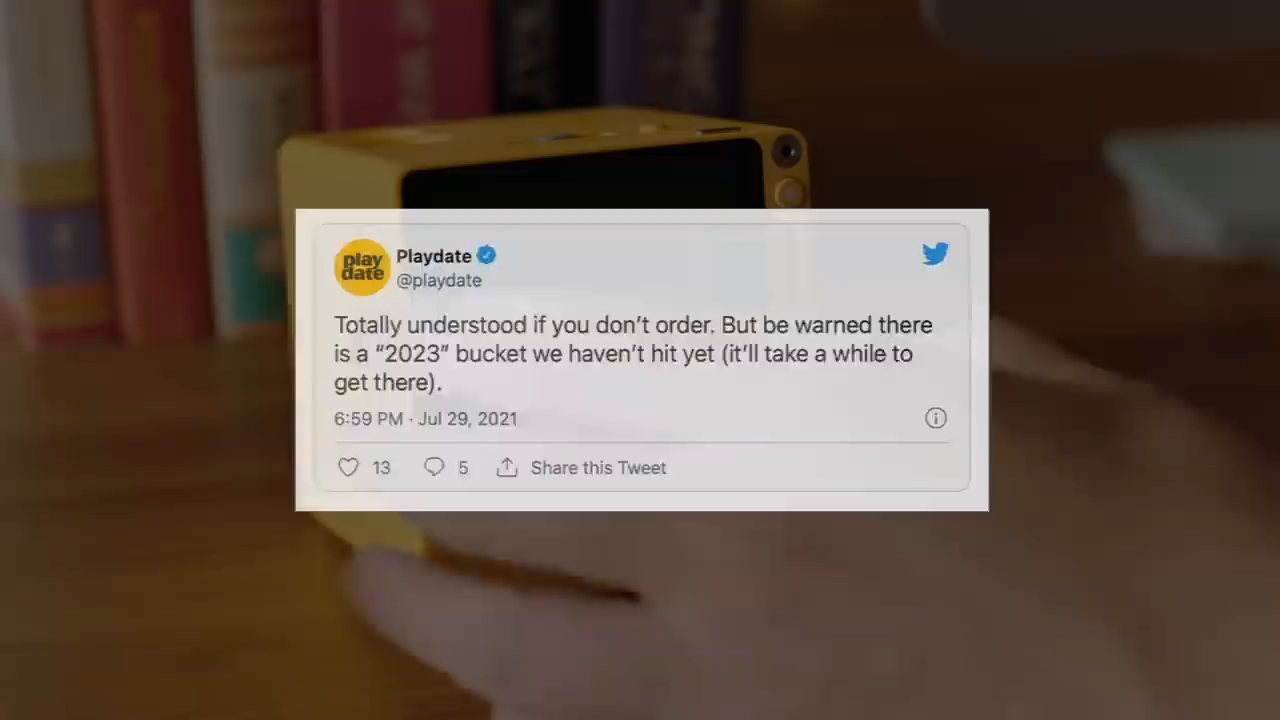 play
date
Playdate
@playdate
Totally understood if you don’t order. But be warned there
is a “2023” bucket we haven’t hit yet (it’ll take a while to
get there).
6:59 PM · Jul 29, 2021
13 5 Share this Tweet